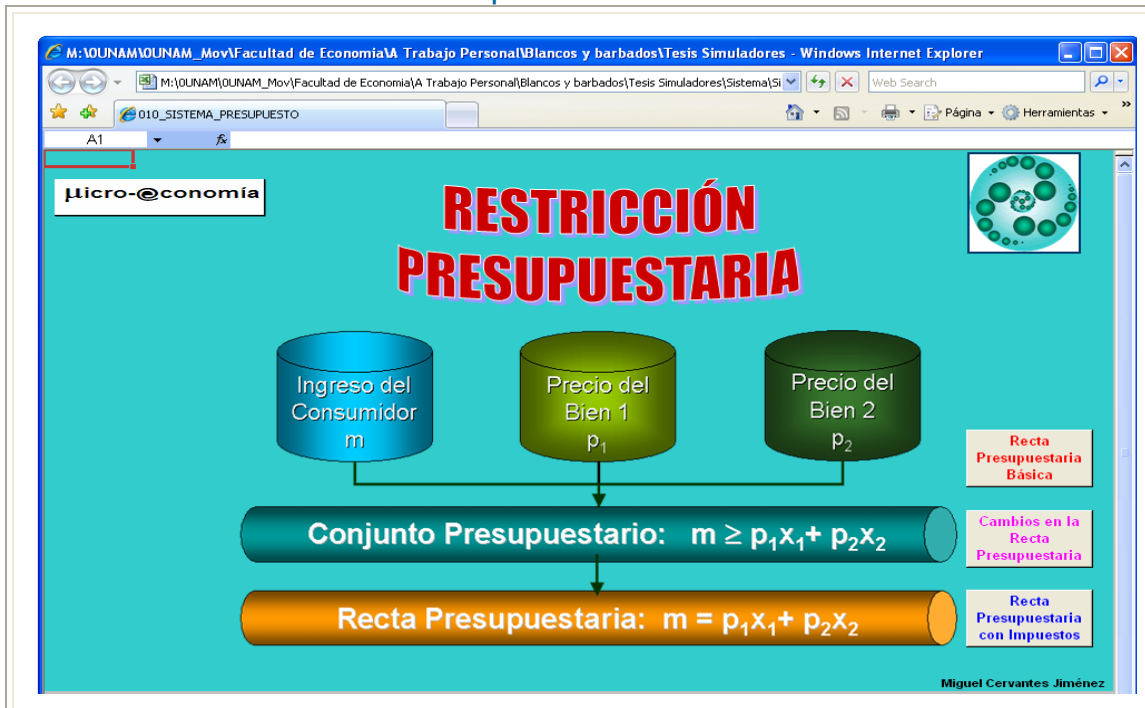 M:\0UNAM\0UNAM_Mov\Facultad de Economia\A Trabajo Personal\Blancos y barbados\Tesis Simuladores - Windows Internet Explorer
M:\0UNAM\0UNAM_Mov\Facultad de Economia\A Trabajo Personal\Blancos y barbados\Tesis Simuladores\Sistema\Si
Web Search
010_SISTEMA_PRESUPUESTO
Página
Herramientas
»
A1
fx
µicro-@conomía
RESTRICCIÓN
PRESUPUESTARIA
Ingreso del
Consumidor
m
Precio del
Bien 1
p₁
Precio del
Bien 2
p₂
Recta
Presupuestaria
Básica
Conjunto Presupuestario: m ≥ p₁x₁+ p₂x₂
Cambios en la
Recta
Presupuestaria
Recta Presupuestaria: m = p₁x₁+ p₂x₂
Recta
Presupuestaria
con Impuestos
Miguel Cervantes Jiménez